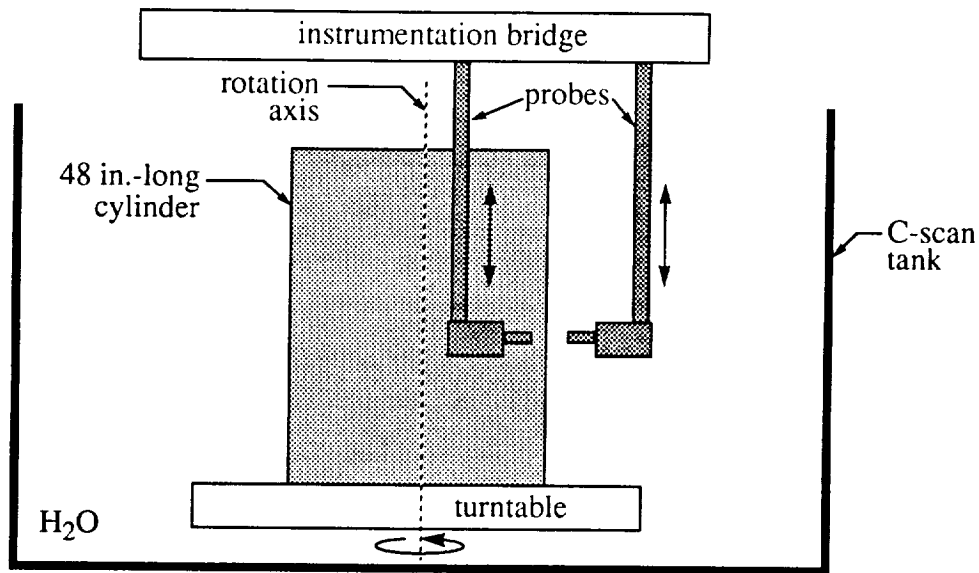 instrumentation bridge
rotation
axis
probes
48 in.-long
cylinder
C-scan
tank
turntable
H₂O